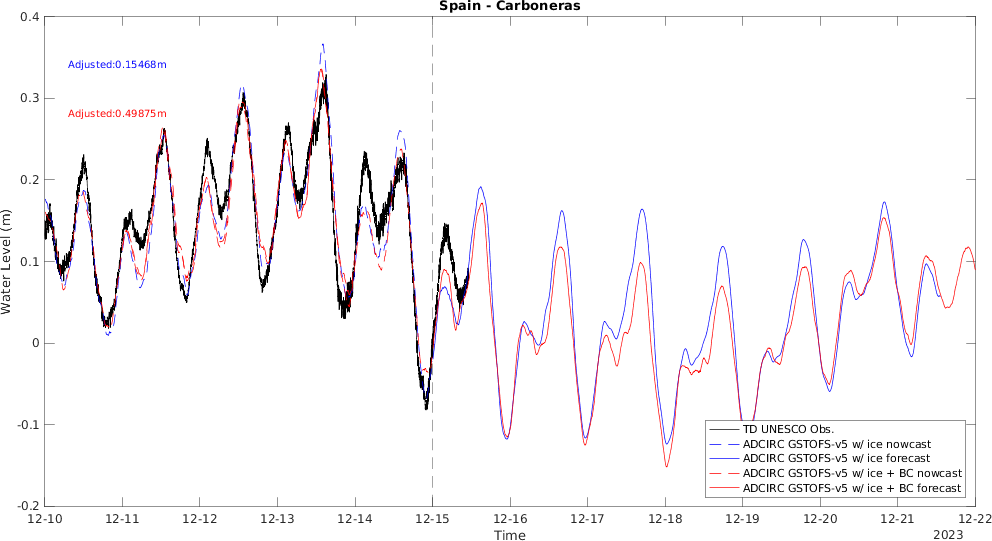 Spain - Carboneras
Adjusted:0.15468m
Adjusted:0.49875m
Water Level (m)
0.4
0.3
0.2
0.1
0
-0.1
-0.2
12-10 12-11 12-12 12-13 12-14 12-15 12-16 12-17 12-18 12-19 12-20 12-21 12-22
Time
2023
TD UNESCO Obs.
ADCIRC GSTOFS-v5 w/ ice nowcast
ADCIRC GSTOFS-v5 w/ ice forecast
ADCIRC GSTOFS-v5 w/ ice + BC nowcast
ADCIRC GSTOFS-v5 w/ ice + BC forecast